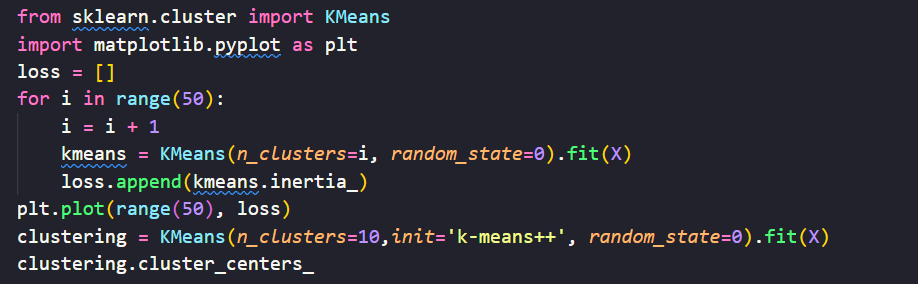 from sklearn.cluster import KMeans
import matplotlib.pyplot as plt
loss = []
for i in range(50):
    i = i + 1
    kmeans = KMeans(n_clusters=i, random_state=0).fit(X)
    loss.append(kmeans.inertia_)
plt.plot(range(50), loss)
clustering = KMeans(n_clusters=10,init='k-means++', random_state=0).fit(X)
clustering.cluster_centers_